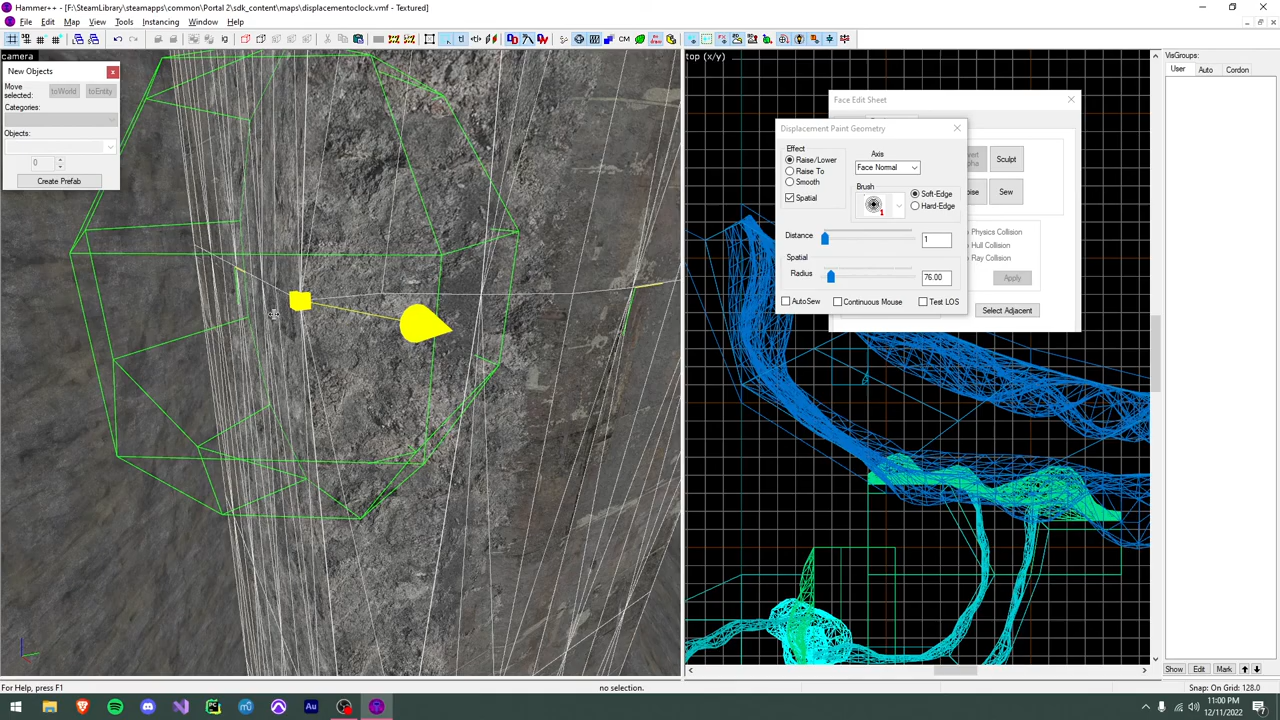 Hammer++ - [F:\SteamLibrary\steamapps\common\Portal 2\sdk_content\maps\displacementoclock.vmf - Textured]
File Edit Map View Tools Instancing Window Help
camera
New Objects
x
Move
selected:
toWorld
toEntity
Categories:
Objects:
0
Create Prefab
top (x/y)
Face Edit Sheet
Displacement Paint Geometry
Effect
Raise/Lower
Raise To
Smooth
Spatial
Axis
Face Normal
Brush
1
Soft-Edge
Hard-Edge
Distance
1
Spatial
Radius
76.00
AutoSew
Continuous Mouse
Test LOS
Sculpt
Sew
Physics Collision
Hull Collision
Ray Collision
Apply
Select Adjacent
VisGroups:
User Auto Cordon
Show Edit Mark
For Help, press F1
no selection.
Snap: On Grid: 128.0
11:00 PM
12/11/2022
7